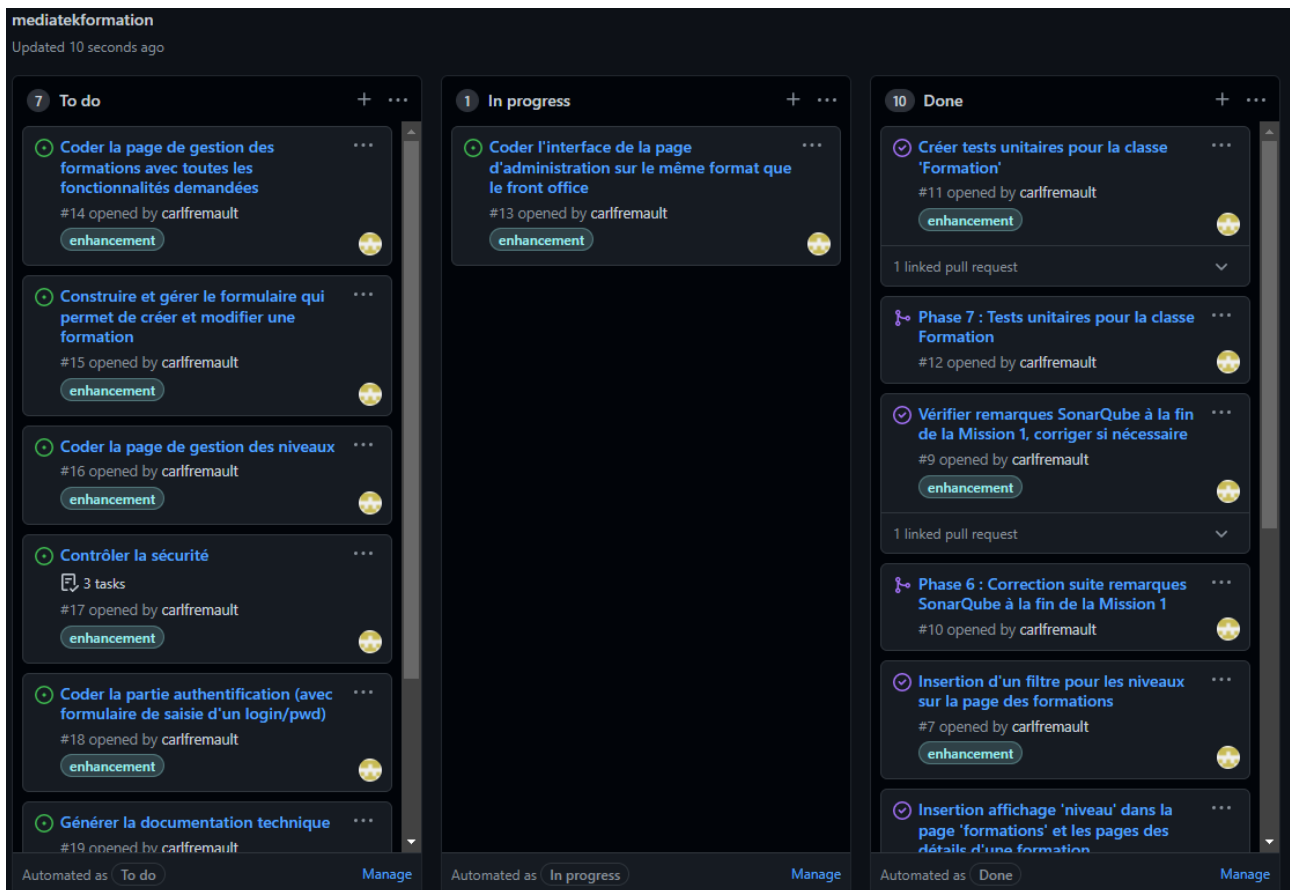 mediatekformation
Updated 10 seconds ago
7 To do
Coder la page de gestion des
formations avec toutes les
fonctionnalités demandées
#14 opened by carlfremault
enhancement
Construire et gérer le formulaire qui
permet de créer et modifier une
formation
#15 opened by carlfremault
enhancement
Coder la page de gestion des niveaux
#16 opened by carlfremault
enhancement
Contrôler la sécurité
3 tasks
#17 opened by carlfremault
enhancement
Coder la partie authentification (avec
formulaire de saisie d'un login/pwd)
#18 opened by carlfremault
enhancement
Générer la documentation technique
#19 opened by carlfremault
Automated as To do Manage
1 In progress
Coder l'interface de la page
d'administration sur le même format que
le front office
#13 opened by carlfremault
enhancement
Automated as In progress Manage
10 Done
Créer tests unitaires pour la classe
'Formation'
#11 opened by carlfremault
enhancement
1 linked pull request
Phase 7 : Tests unitaires pour la classe
Formation
#12 opened by carlfremault
Vérifier remarques SonarQube à la fin
de la Mission 1, corriger si nécessaire
#9 opened by carlfremault
enhancement
1 linked pull request
Phase 6 : Correction suite remarques
SonarQube à la fin de la Mission 1
#10 opened by carlfremault
Insertion d'un filtre pour les niveaux
sur la page des formations
#7 opened by carlfremault
enhancement
Insertion affichage 'niveau' dans la
page 'formations' et les pages des
détails d'une formation
Automated as Done Manage